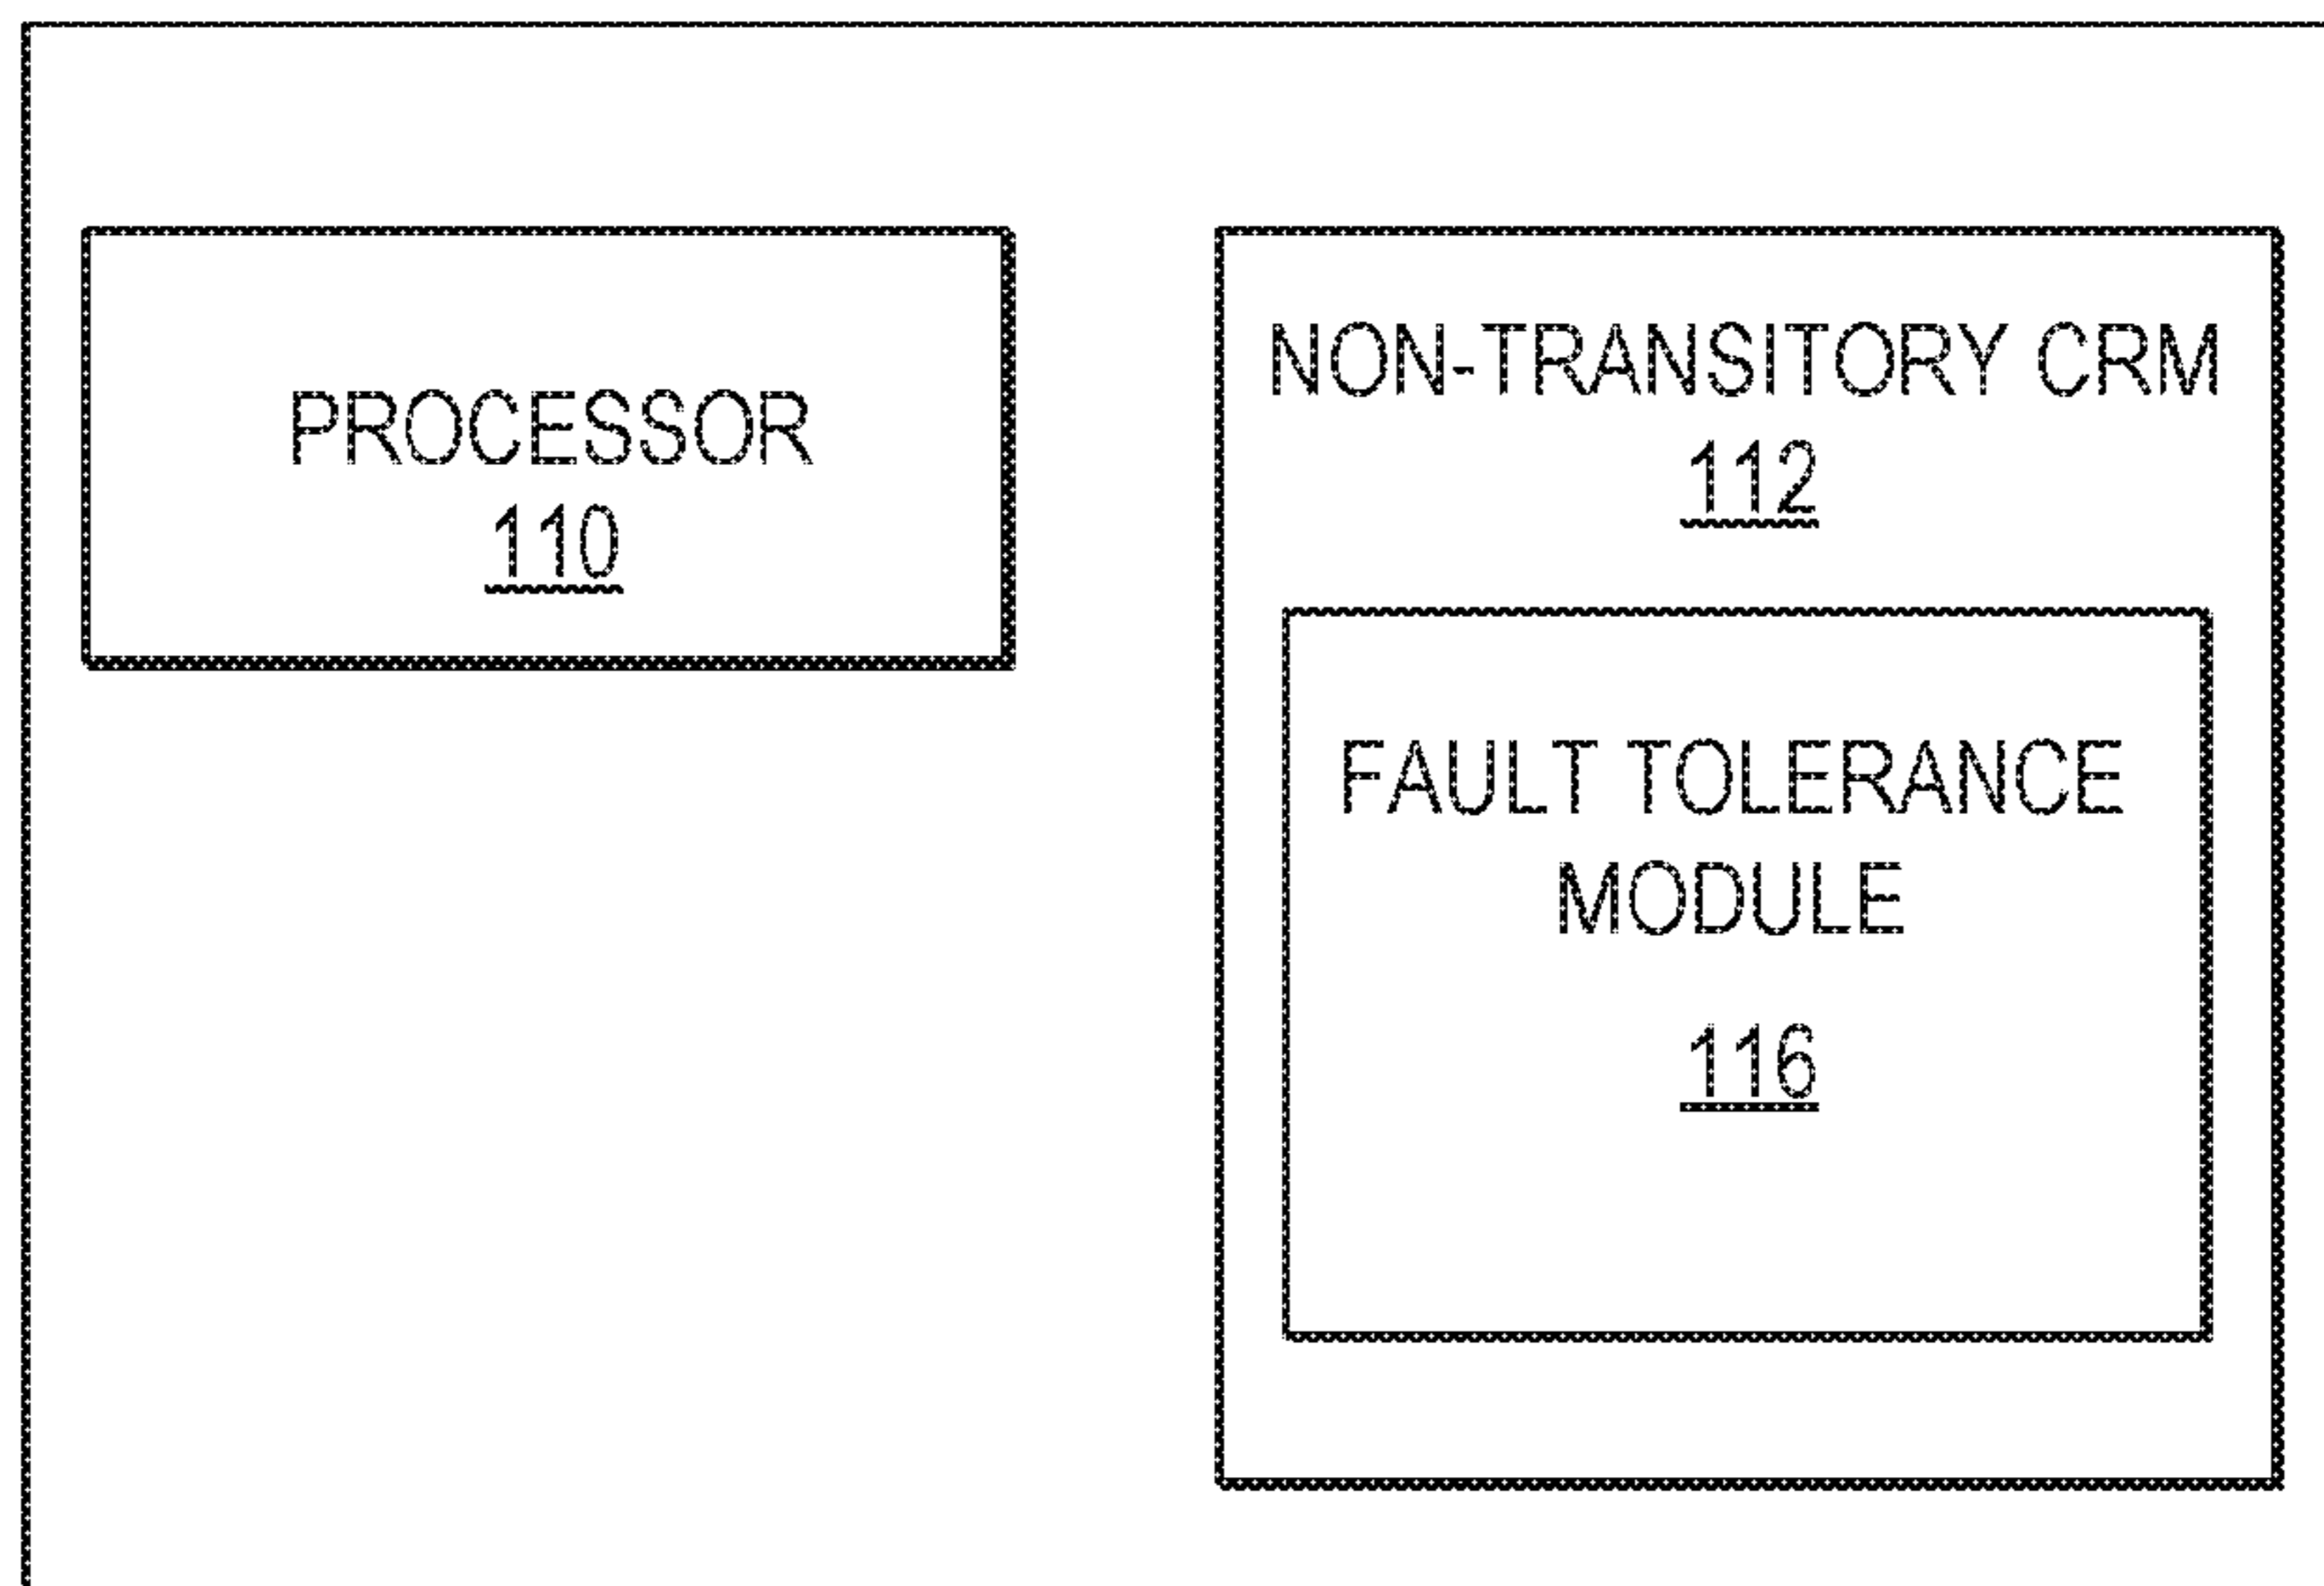 PROCESSOR
110
NON-TRANSITORY CRM
112
FAULT TOLERANCE
MODULE
116